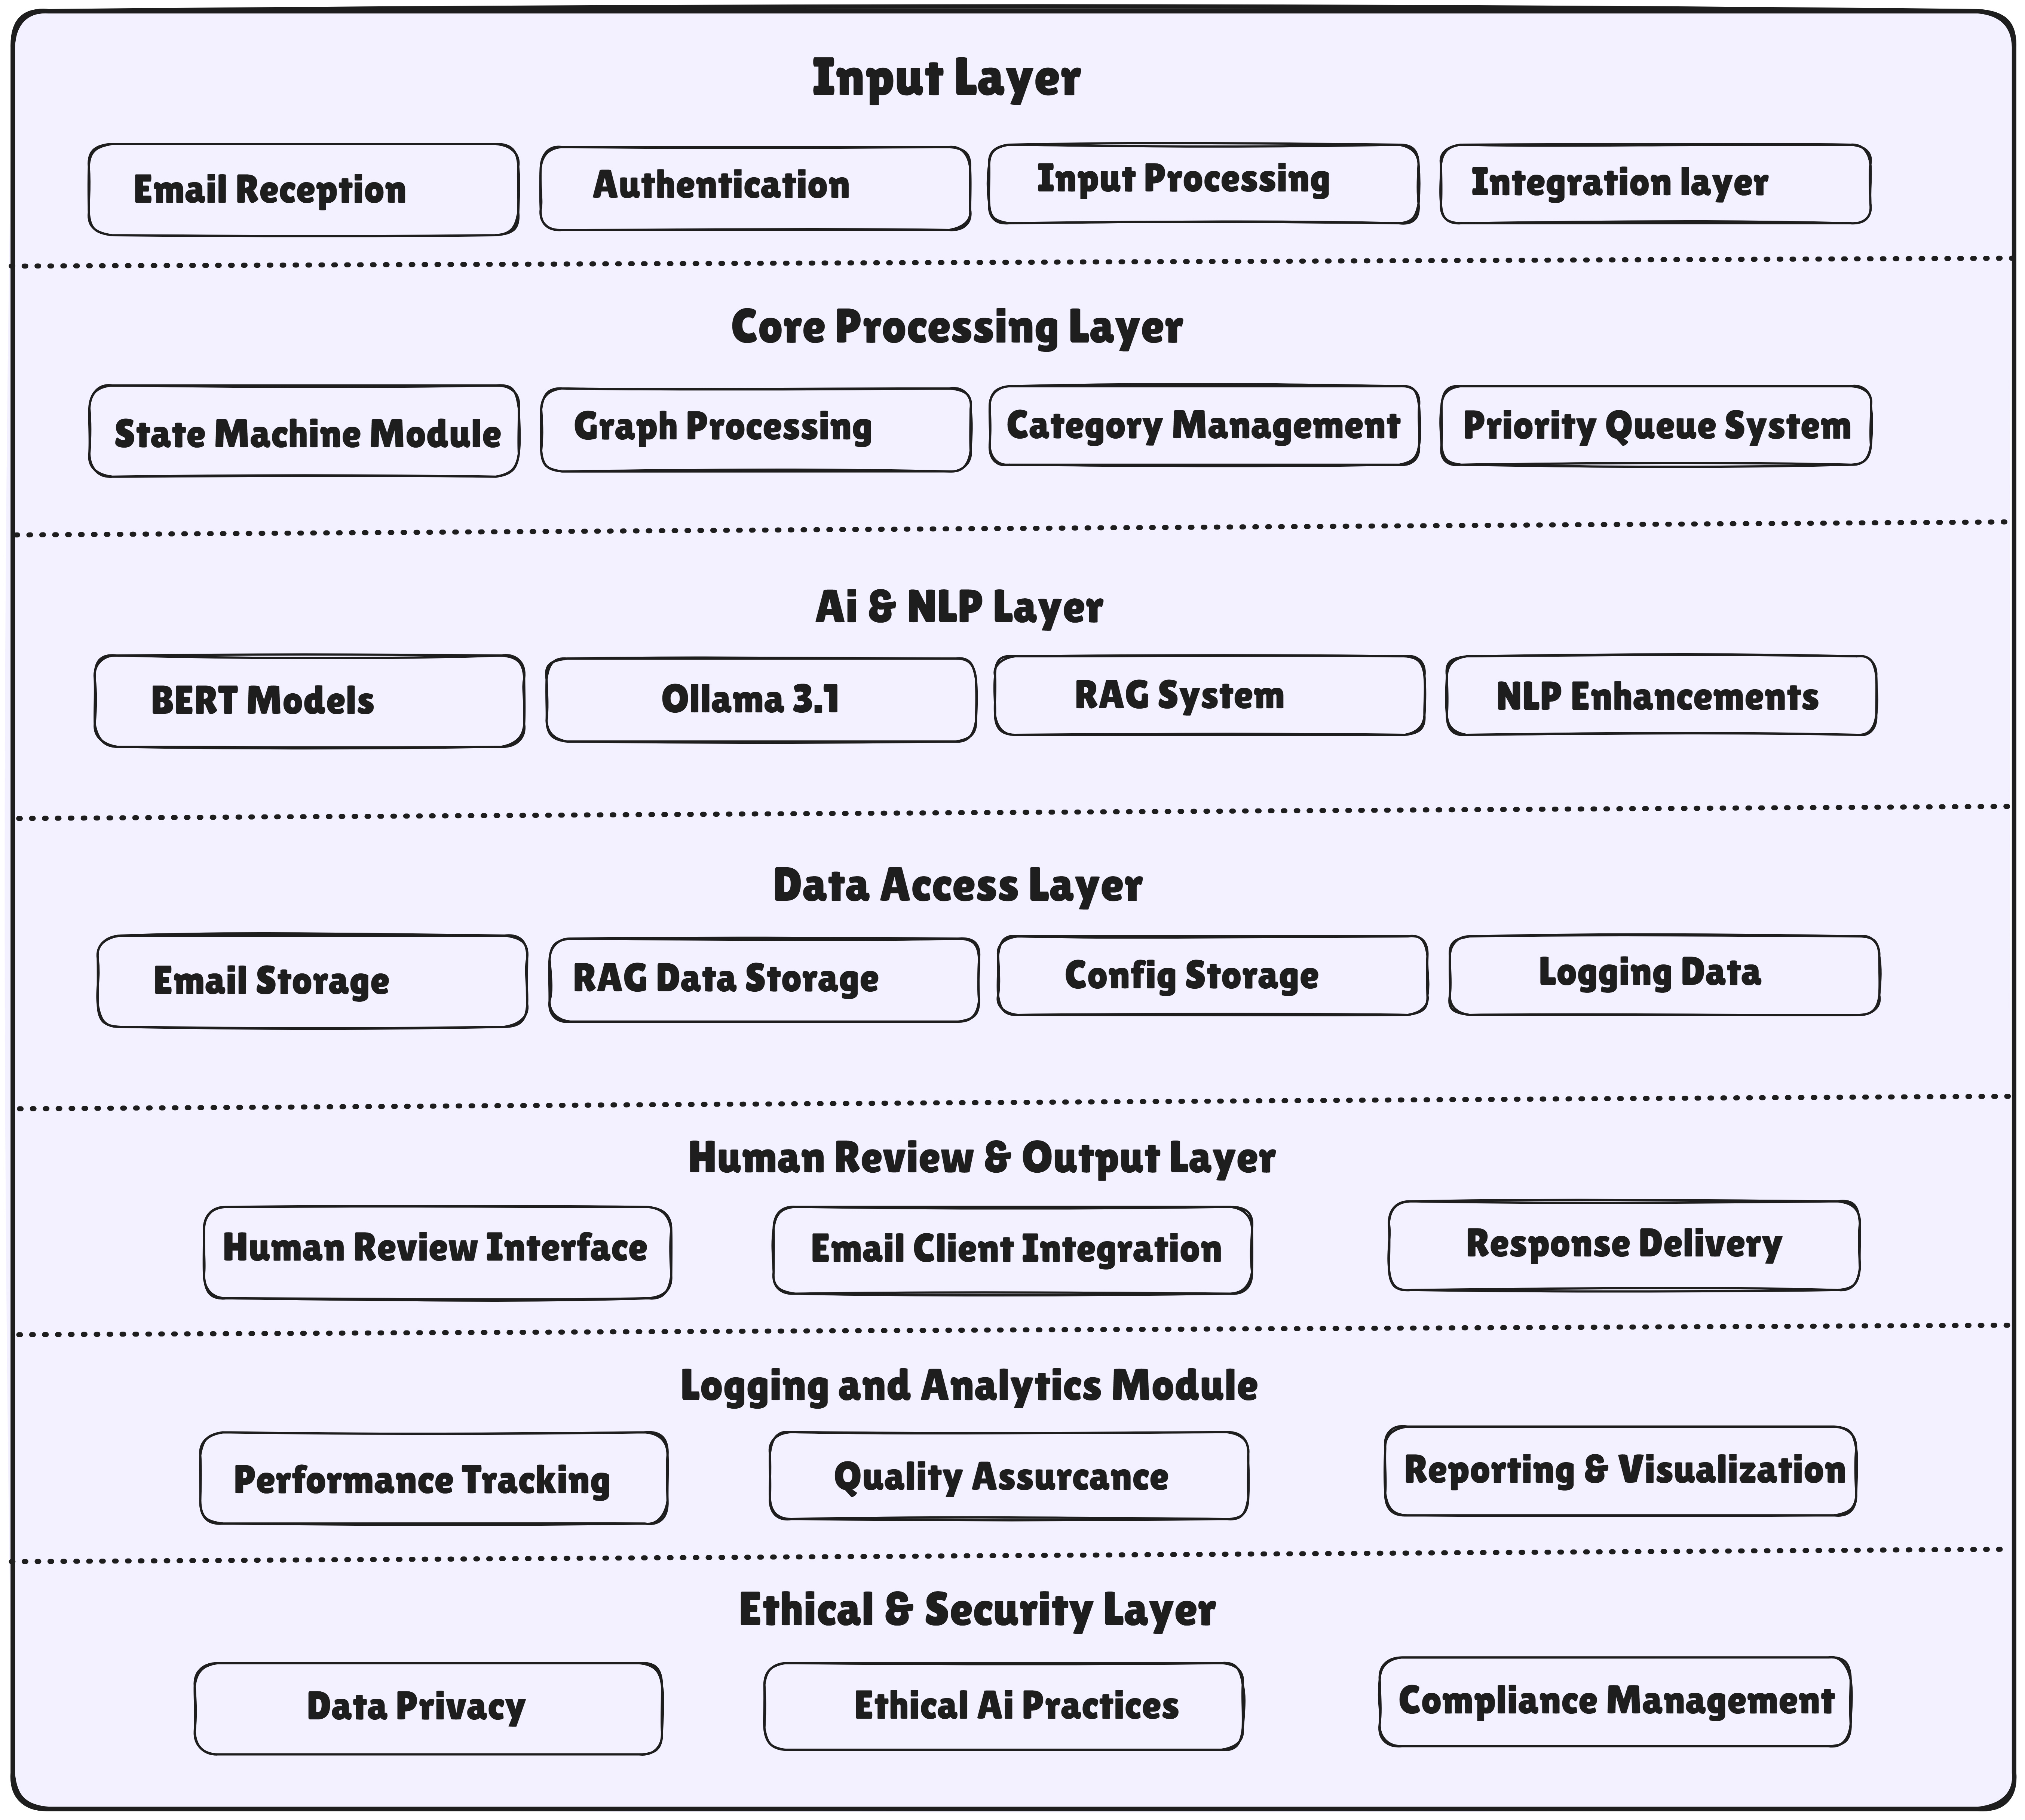 Input Layer
Email Reception
Authentication
Input Processing
Integration layer
Core Processing Layer
State Machine Module
Graph Processing
Category Management
Priority Queue System
Ai & NLP Layer
BERT Models
Ollama 3.1
RAG System
NLP Enhancements
Data Access Layer
Email Storage
RAG Data Storage
Config Storage
Logging Data
Human Review & Output Layer
Human Review Interface
Email Client Integration
Response Delivery
Logging and Analytics Module
Performance Tracking
Quality Assurcance
Reporting & Visualization
Ethical & Security Layer
Data Privacy
Ethical Ai Practices
Compliance Management